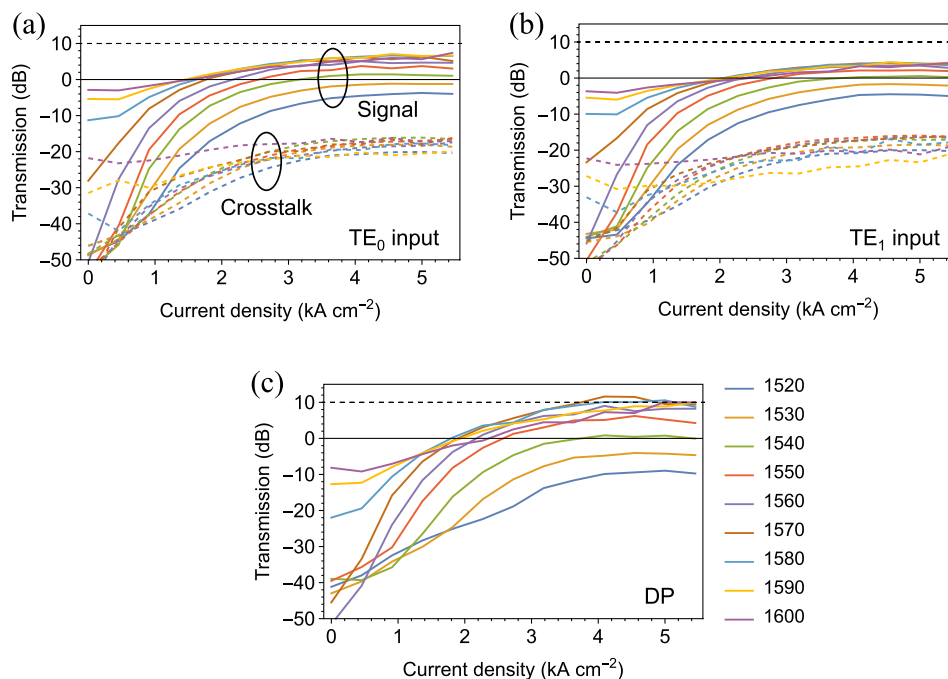 (a)
Transmission (dB)
10
0
−10
−20
−30
−40
−50
Signal
Crosstalk
TE₀ input
0 1 2 3 4 5
Current density (kA cm⁻²)
(b)
Transmission (dB)
10
0
−10
−20
−30
−40
−50
TE₁ input
0 1 2 3 4 5
Current density (kA cm⁻²)
(c)
Transmission (dB)
10
0
−10
−20
−30
−40
−50
DP
0 1 2 3 4 5
Current density (kA cm⁻²)
1520
1530
1540
1550
1560
1570
1580
1590
1600